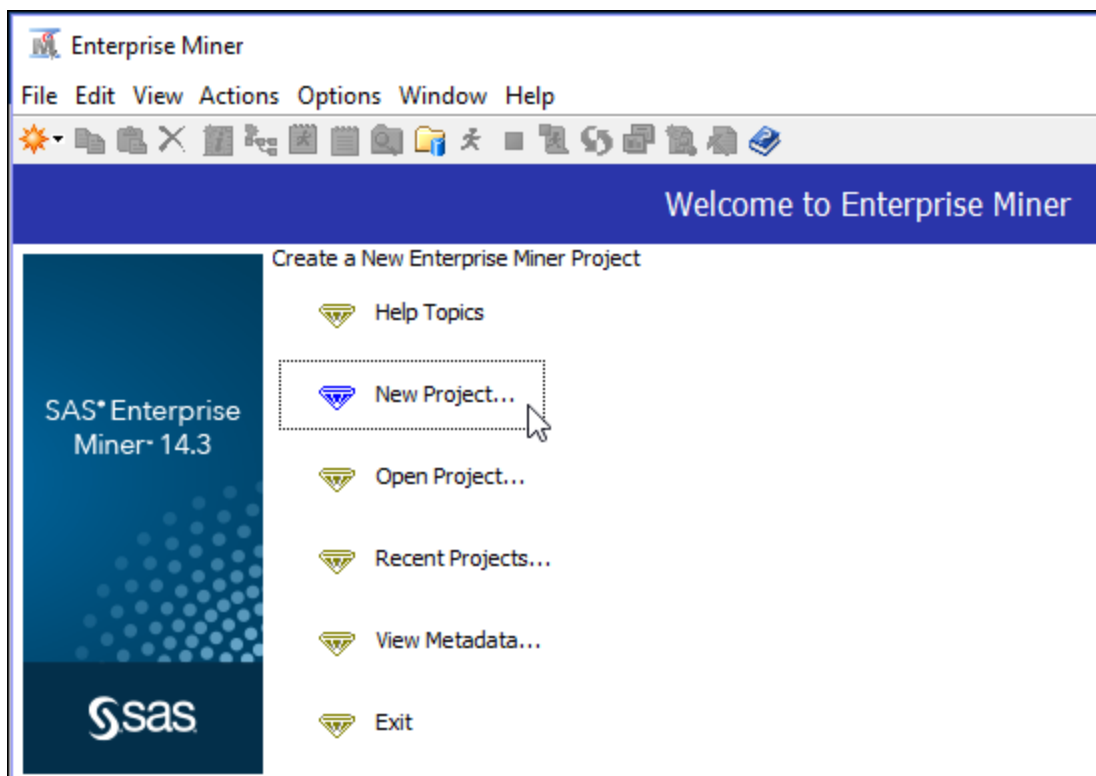 Enterprise Miner
File Edit View Actions Options Window Help
Welcome to Enterprise Miner
Create a New Enterprise Miner Project
Help Topics
New Project...
Open Project...
Recent Projects...
View Metadata...
Exit
SAS® Enterprise
Miner™ 14.3
sas